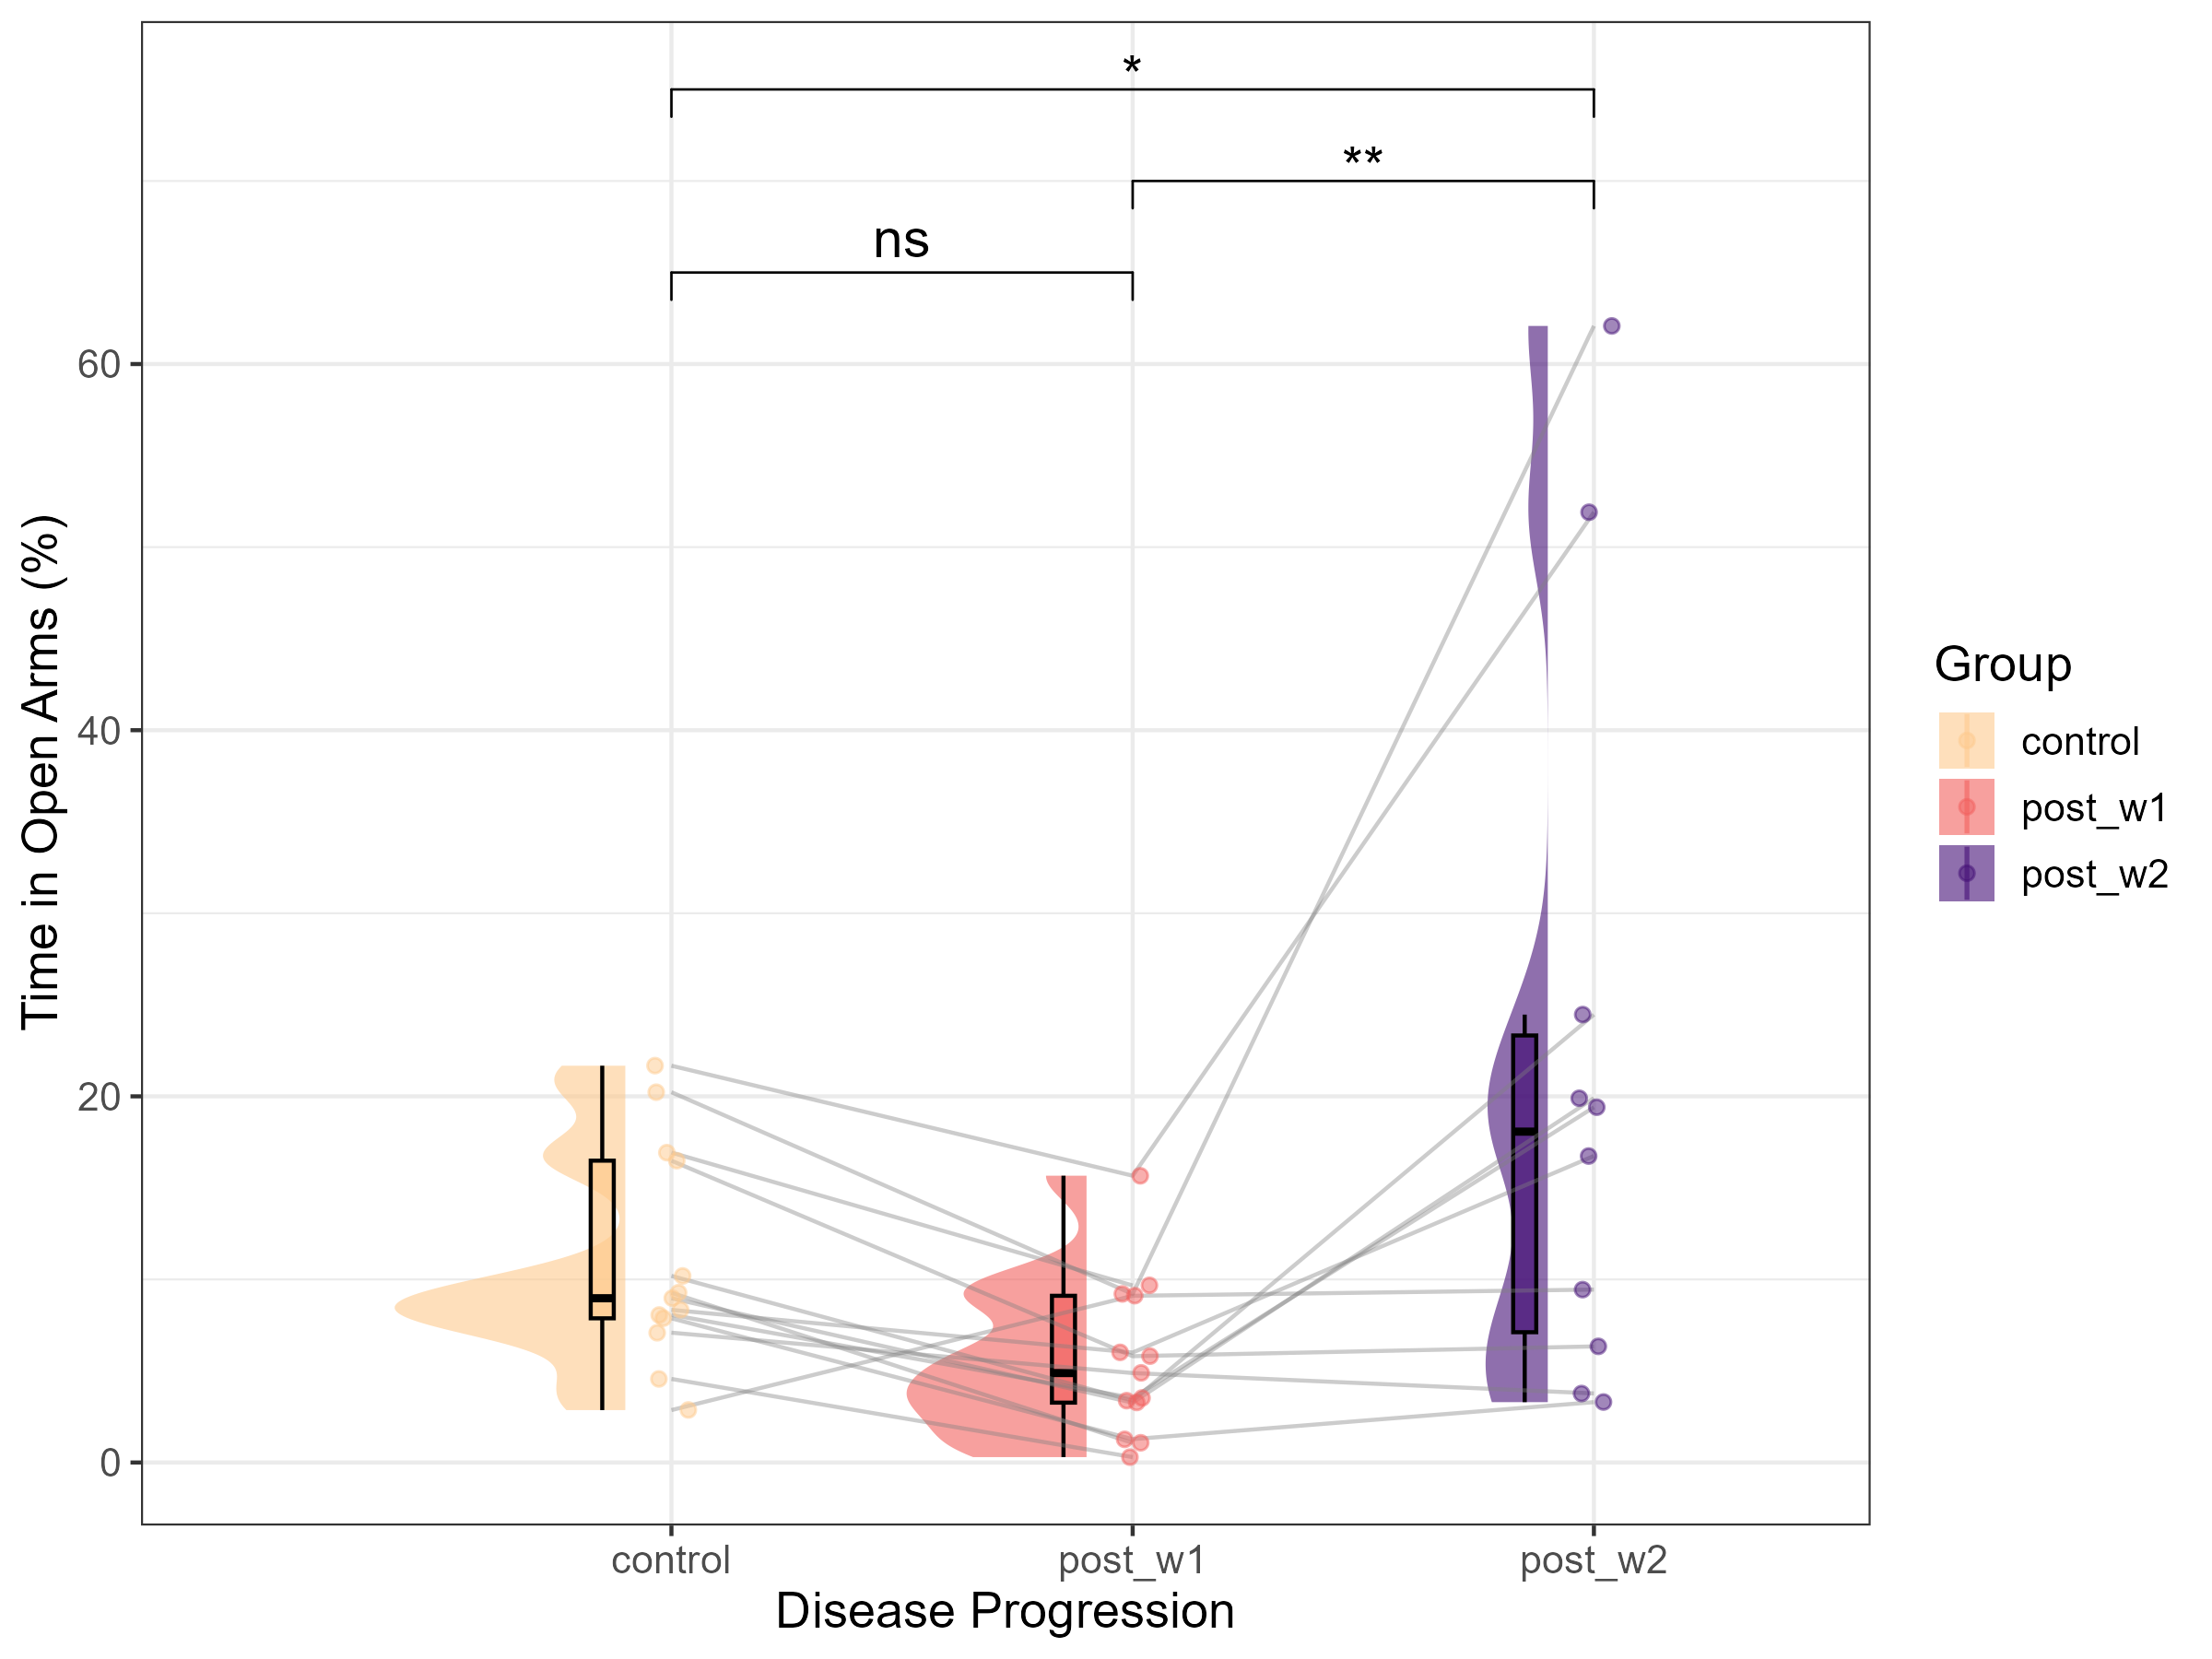 *
**
ns
60
40
20
0
Time in Open Arms (%)
control
post_w1
post_w2
Disease Progression
Group
control
post_w1
post_w2